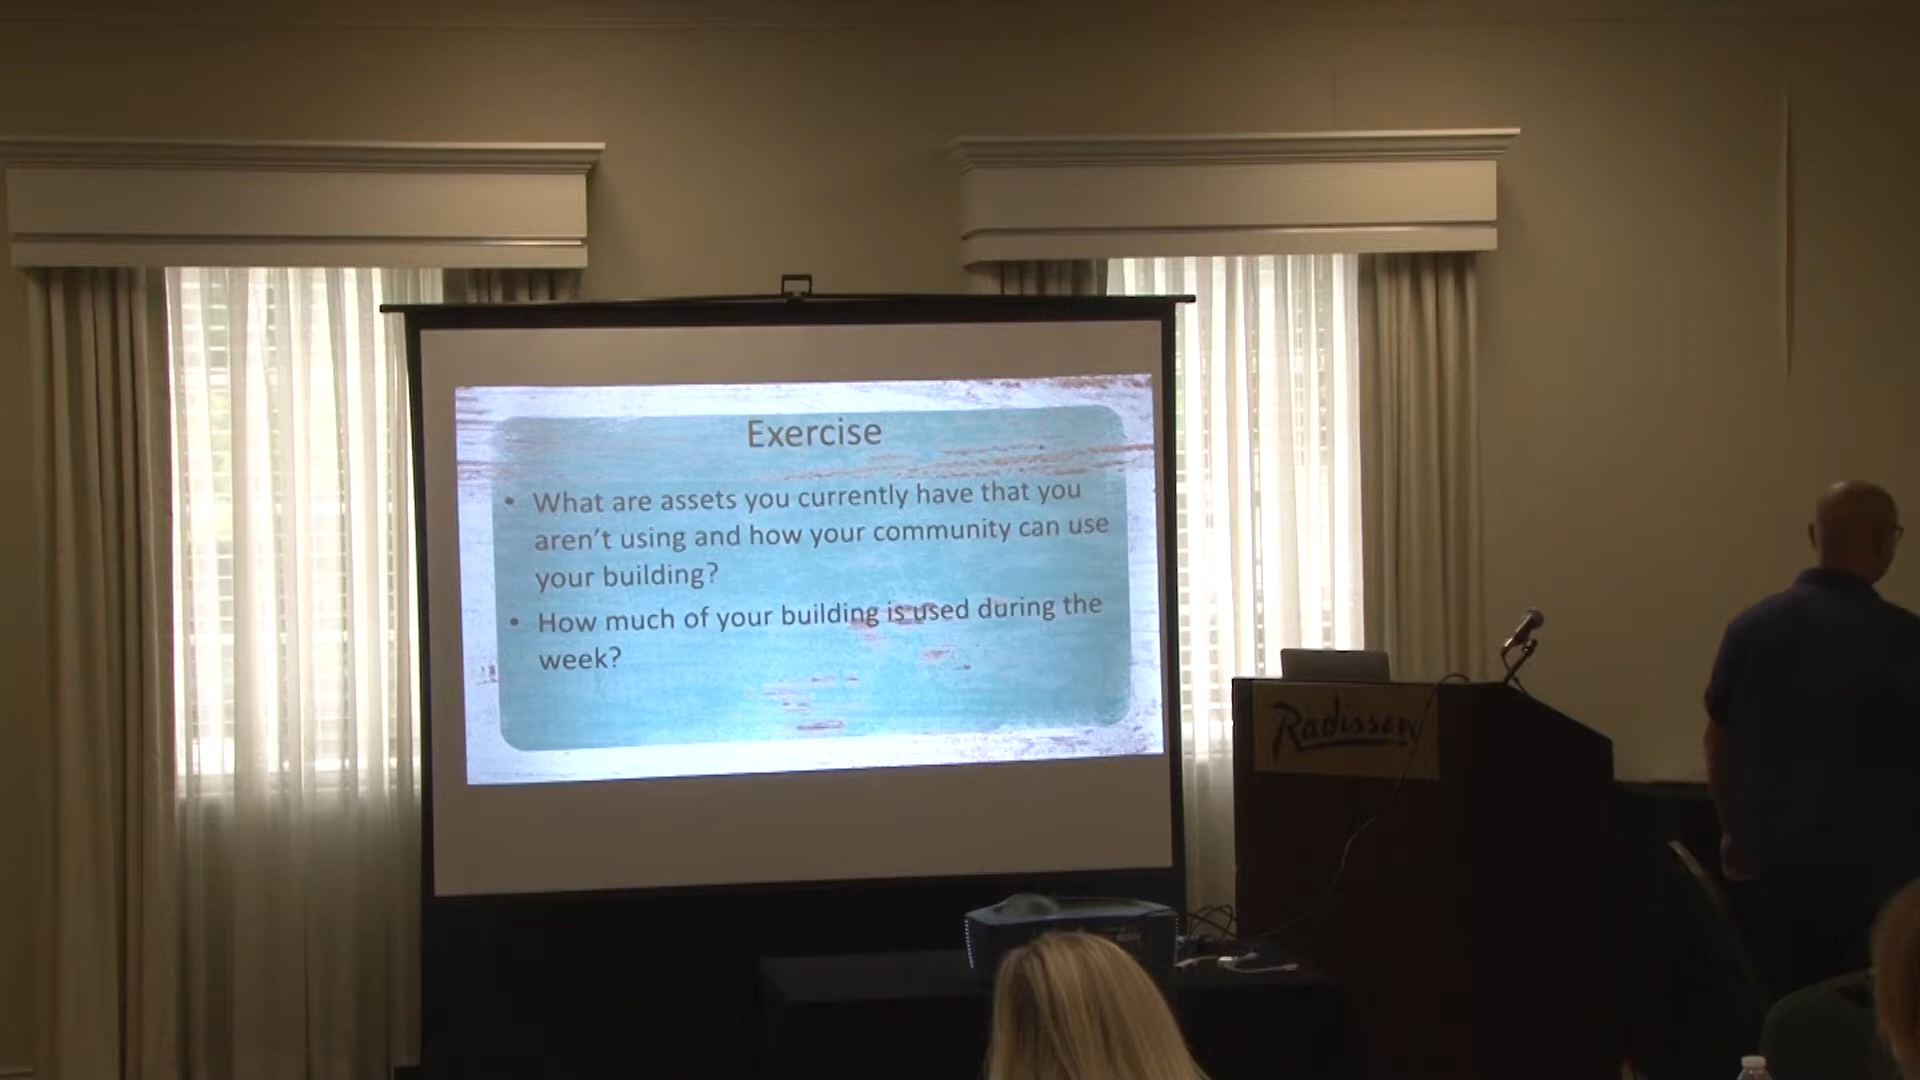 Exercise
• What are assets you currently have that you
aren't using and how your community can use
your building?
• How much of your building is used during the
week?
Radisson